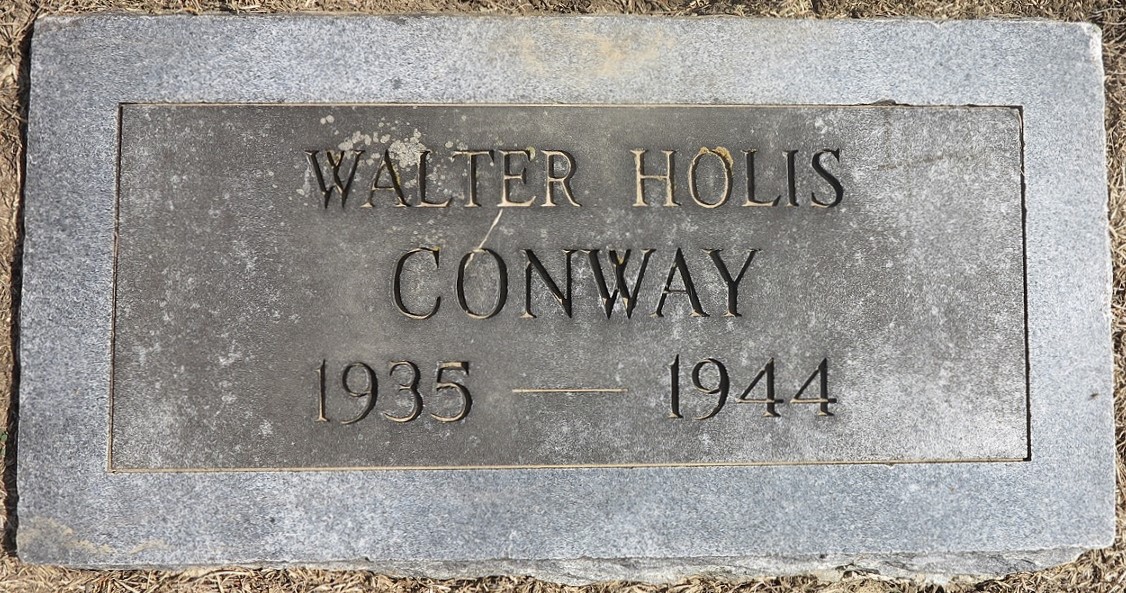 WALTER HOLIS
CONWAY
1935 — 1944